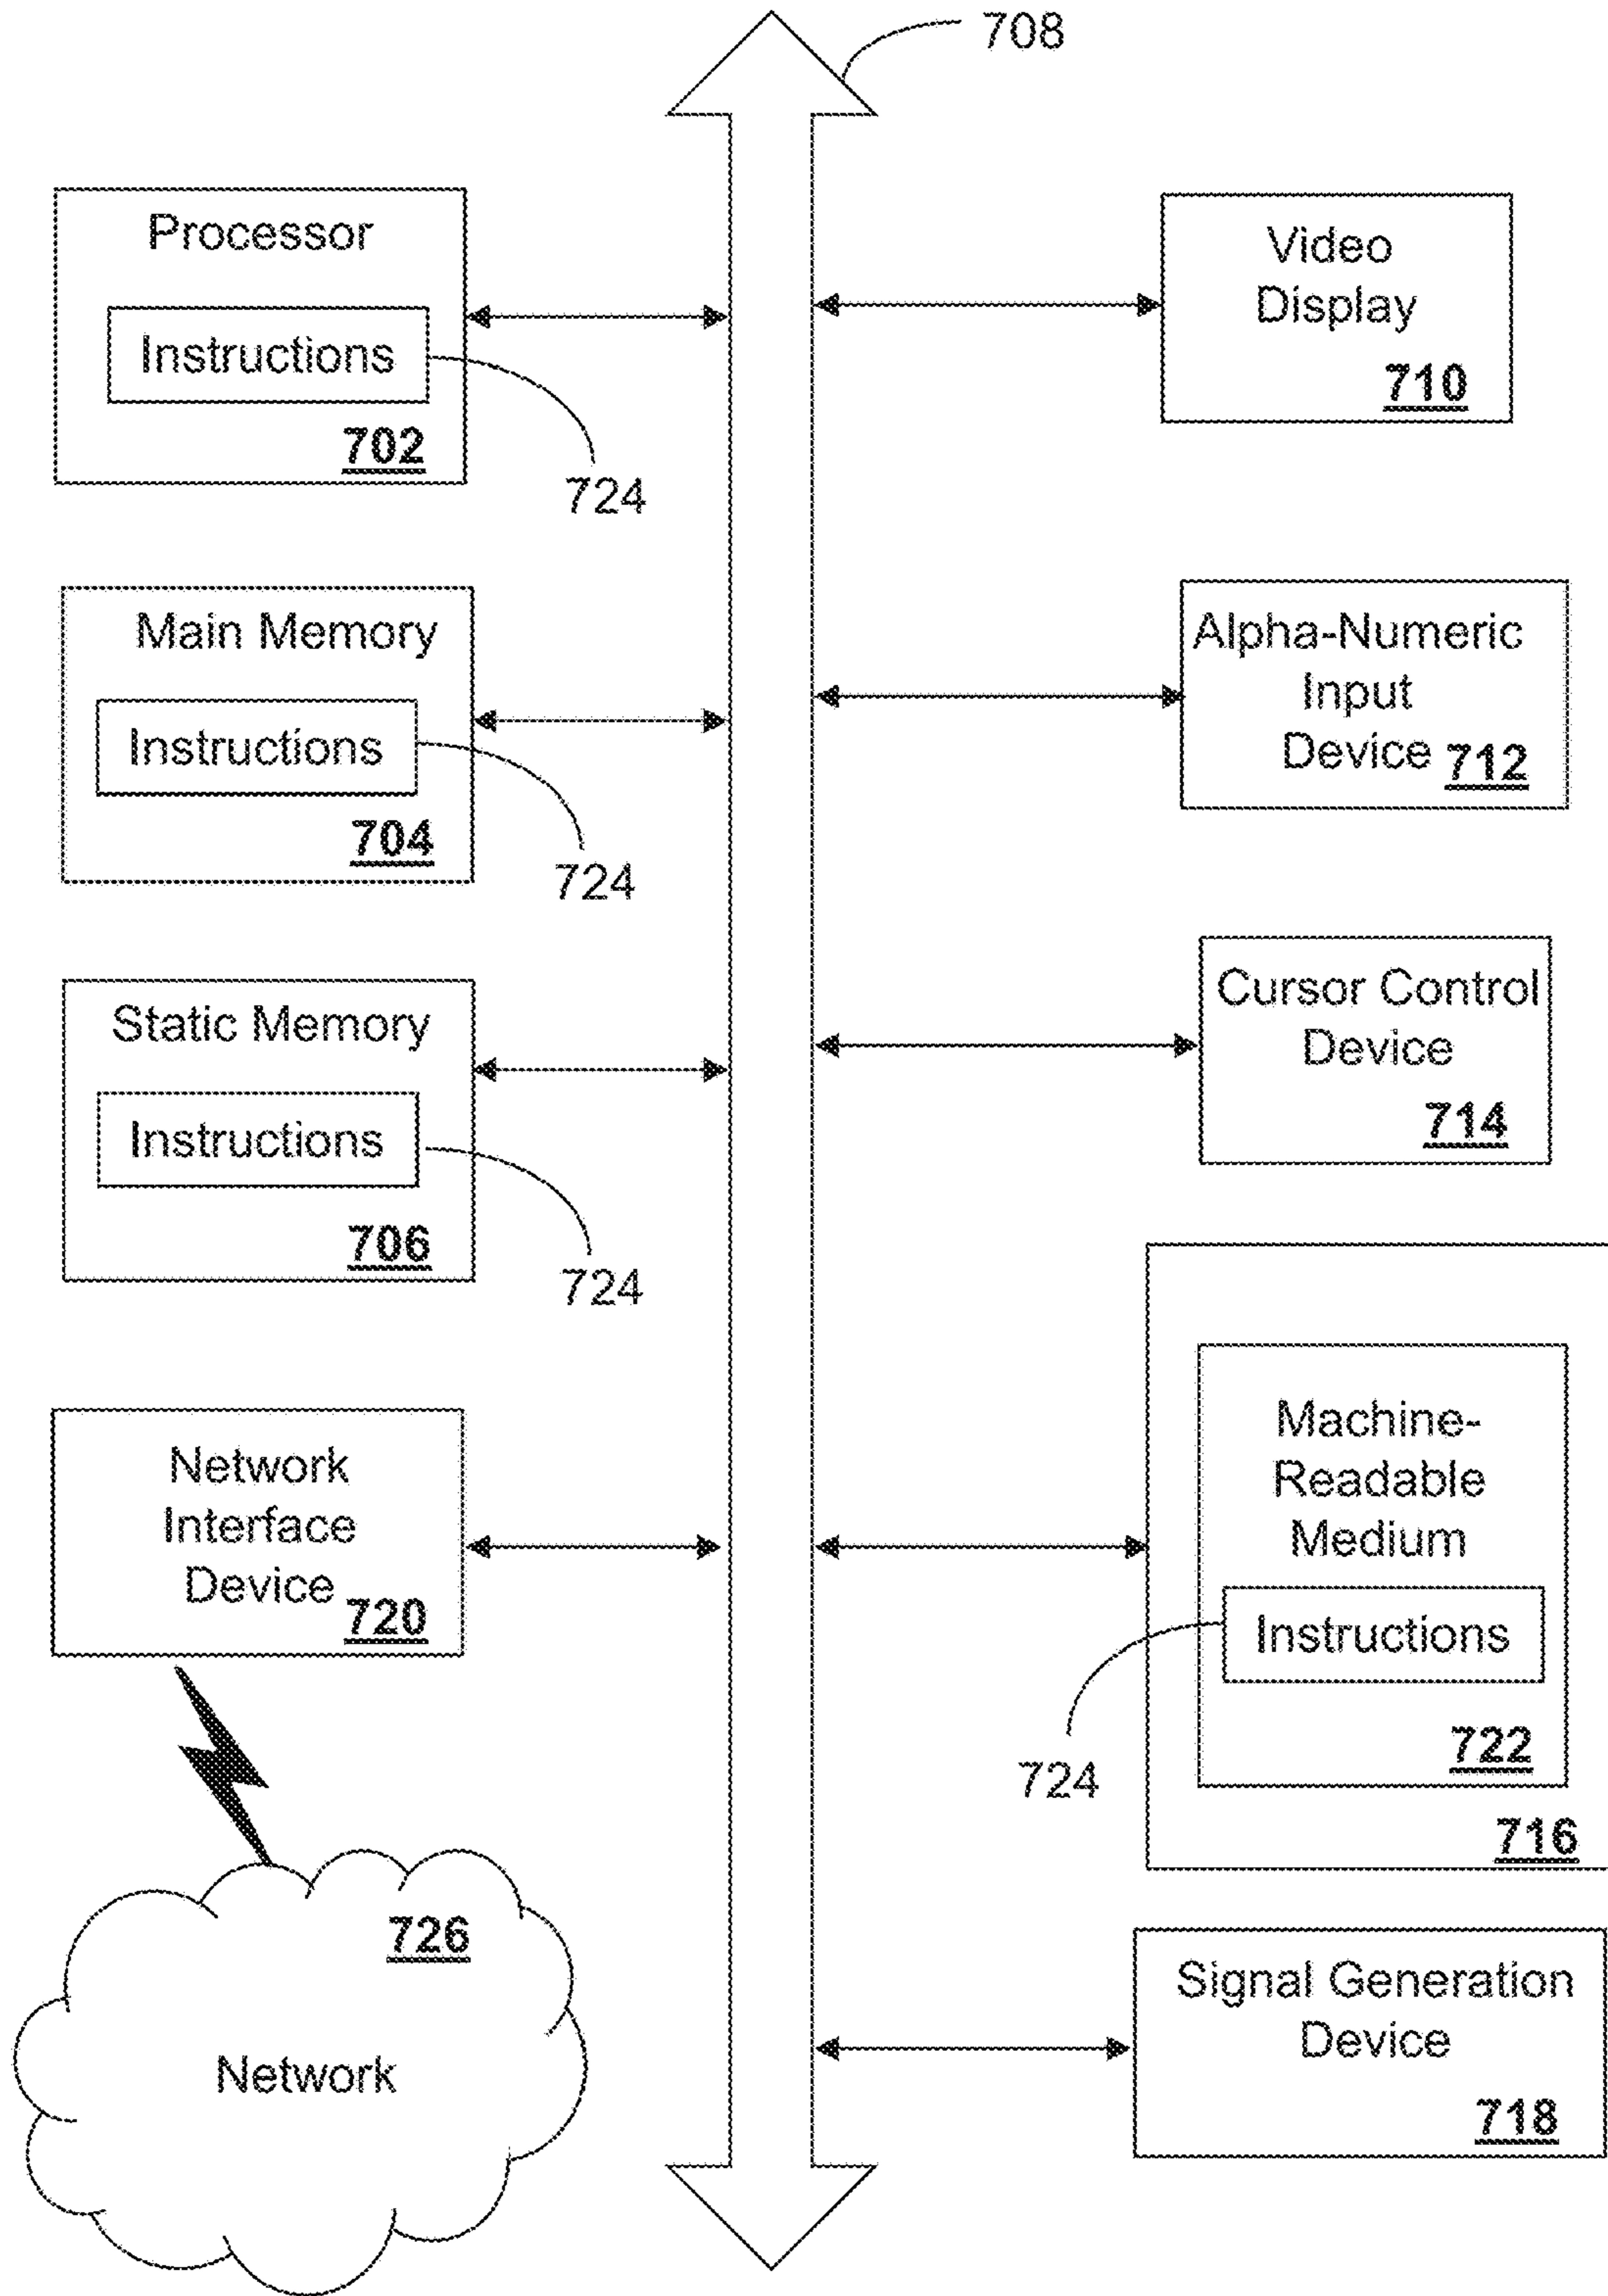 708
Processor
Instructions
702
724
Main Memory
Instructions
704
724
Static Memory
Instructions
706
724
Network
Interface
Device
720
726
Network
Video
Display
710
Alpha-Numeric
Input
Device 712
Cursor Control
Device
714
Machine-
Readable
Medium
Instructions
722
724
716
Signal Generation
Device
718